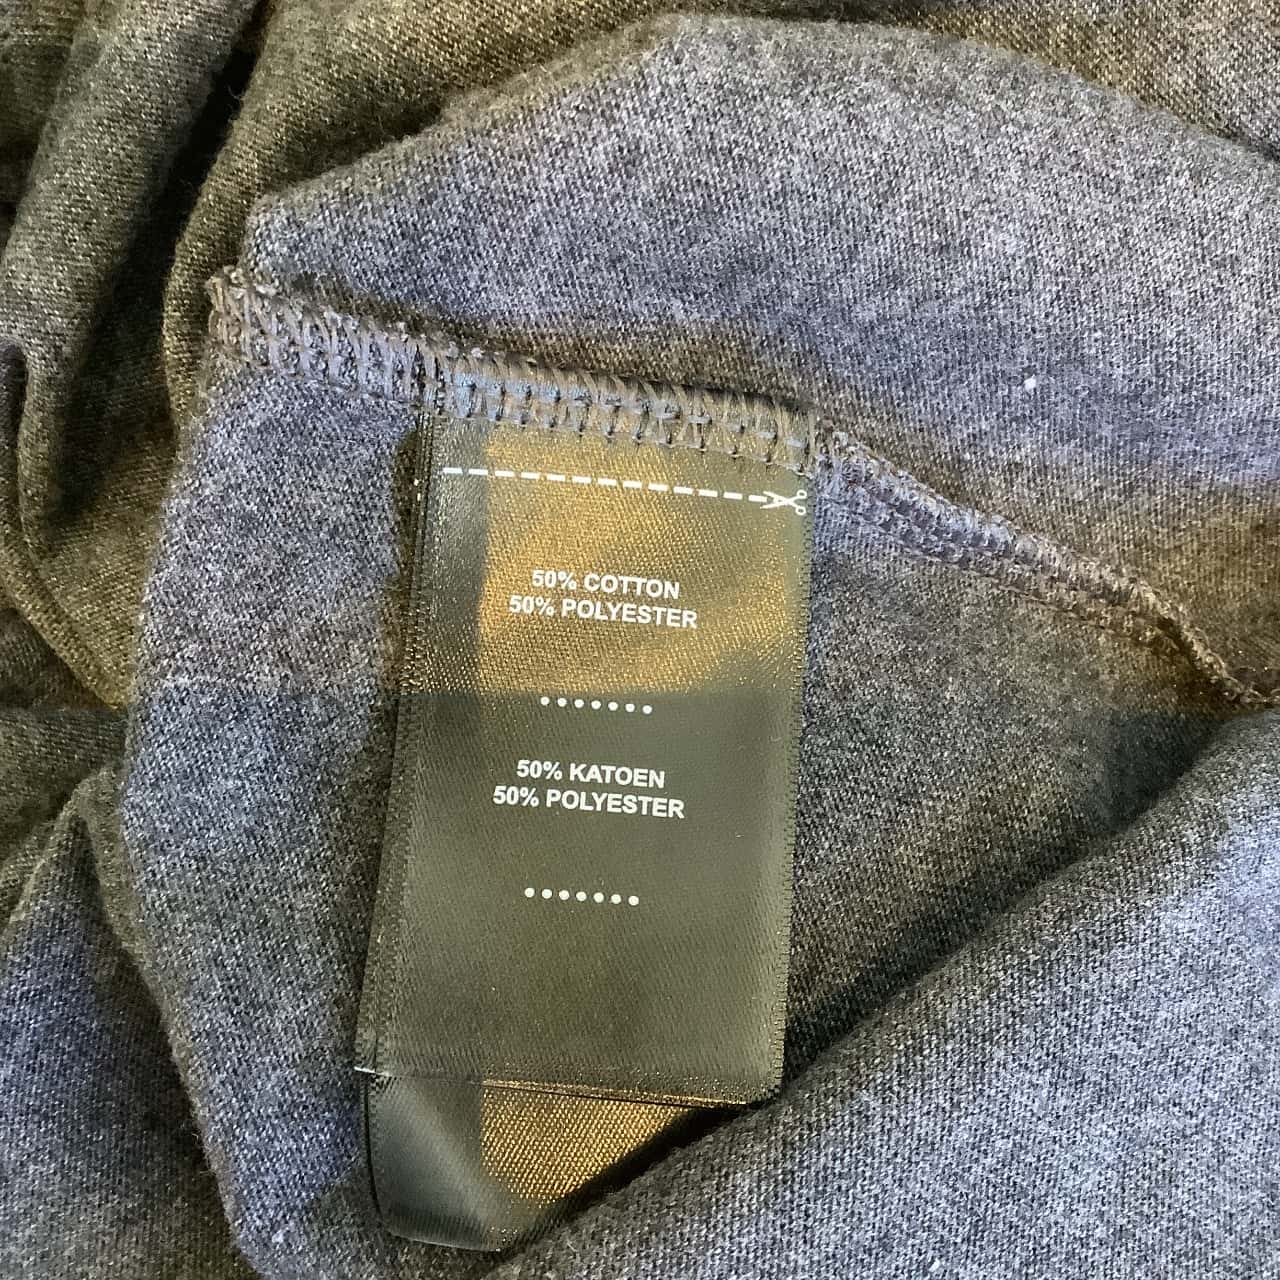 50% COTTON
50% POLYESTER
50% KATOEN
50% POLYESTER